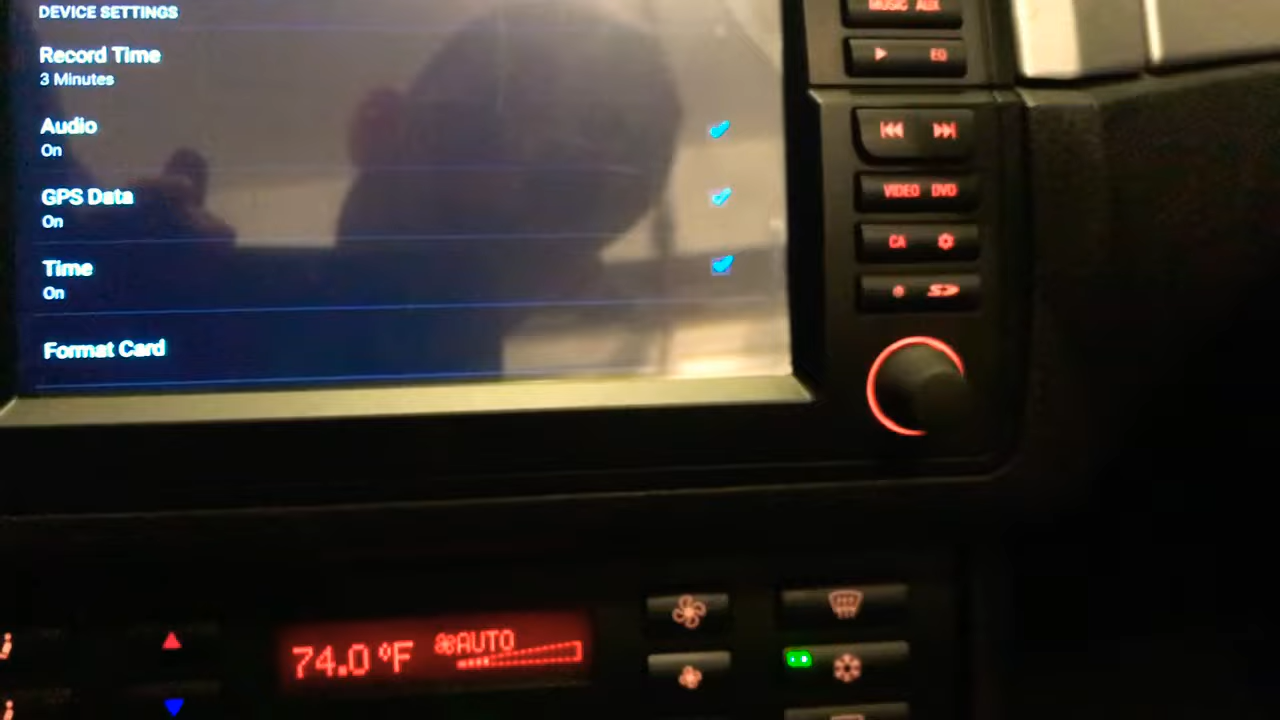 DEVICE SETTINGS
Record Time
3 Minutes
Audio
On
GPS Data
On
Time
On
Format Card
MUSIC AUX
EQ
VIDEO DVD
CA
74.0 °F AUTO